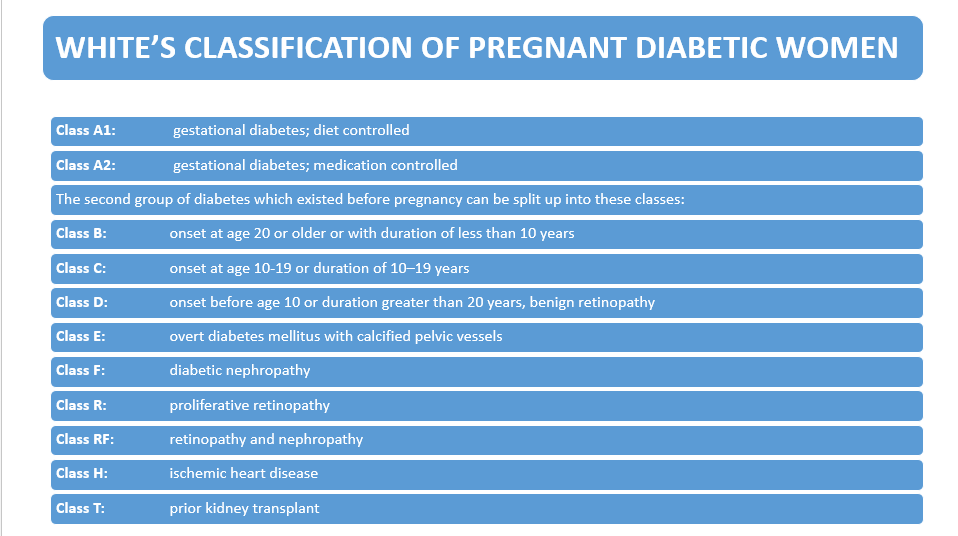 WHITE’S CLASSIFICATION OF PREGNANT DIABETIC WOMEN
Class A1: gestational diabetes; diet controlled
Class A2: gestational diabetes; medication controlled
The second group of diabetes which existed before pregnancy can be split up into these classes:
Class B: onset at age 20 or older or with duration of less than 10 years
Class C: onset at age 10-19 or duration of 10–19 years
Class D: onset before age 10 or duration greater than 20 years, benign retinopathy
Class E: overt diabetes mellitus with calcified pelvic vessels
Class F: diabetic nephropathy
Class R: proliferative retinopathy
Class RF: retinopathy and nephropathy
Class H: ischemic heart disease
Class T: prior kidney transplant